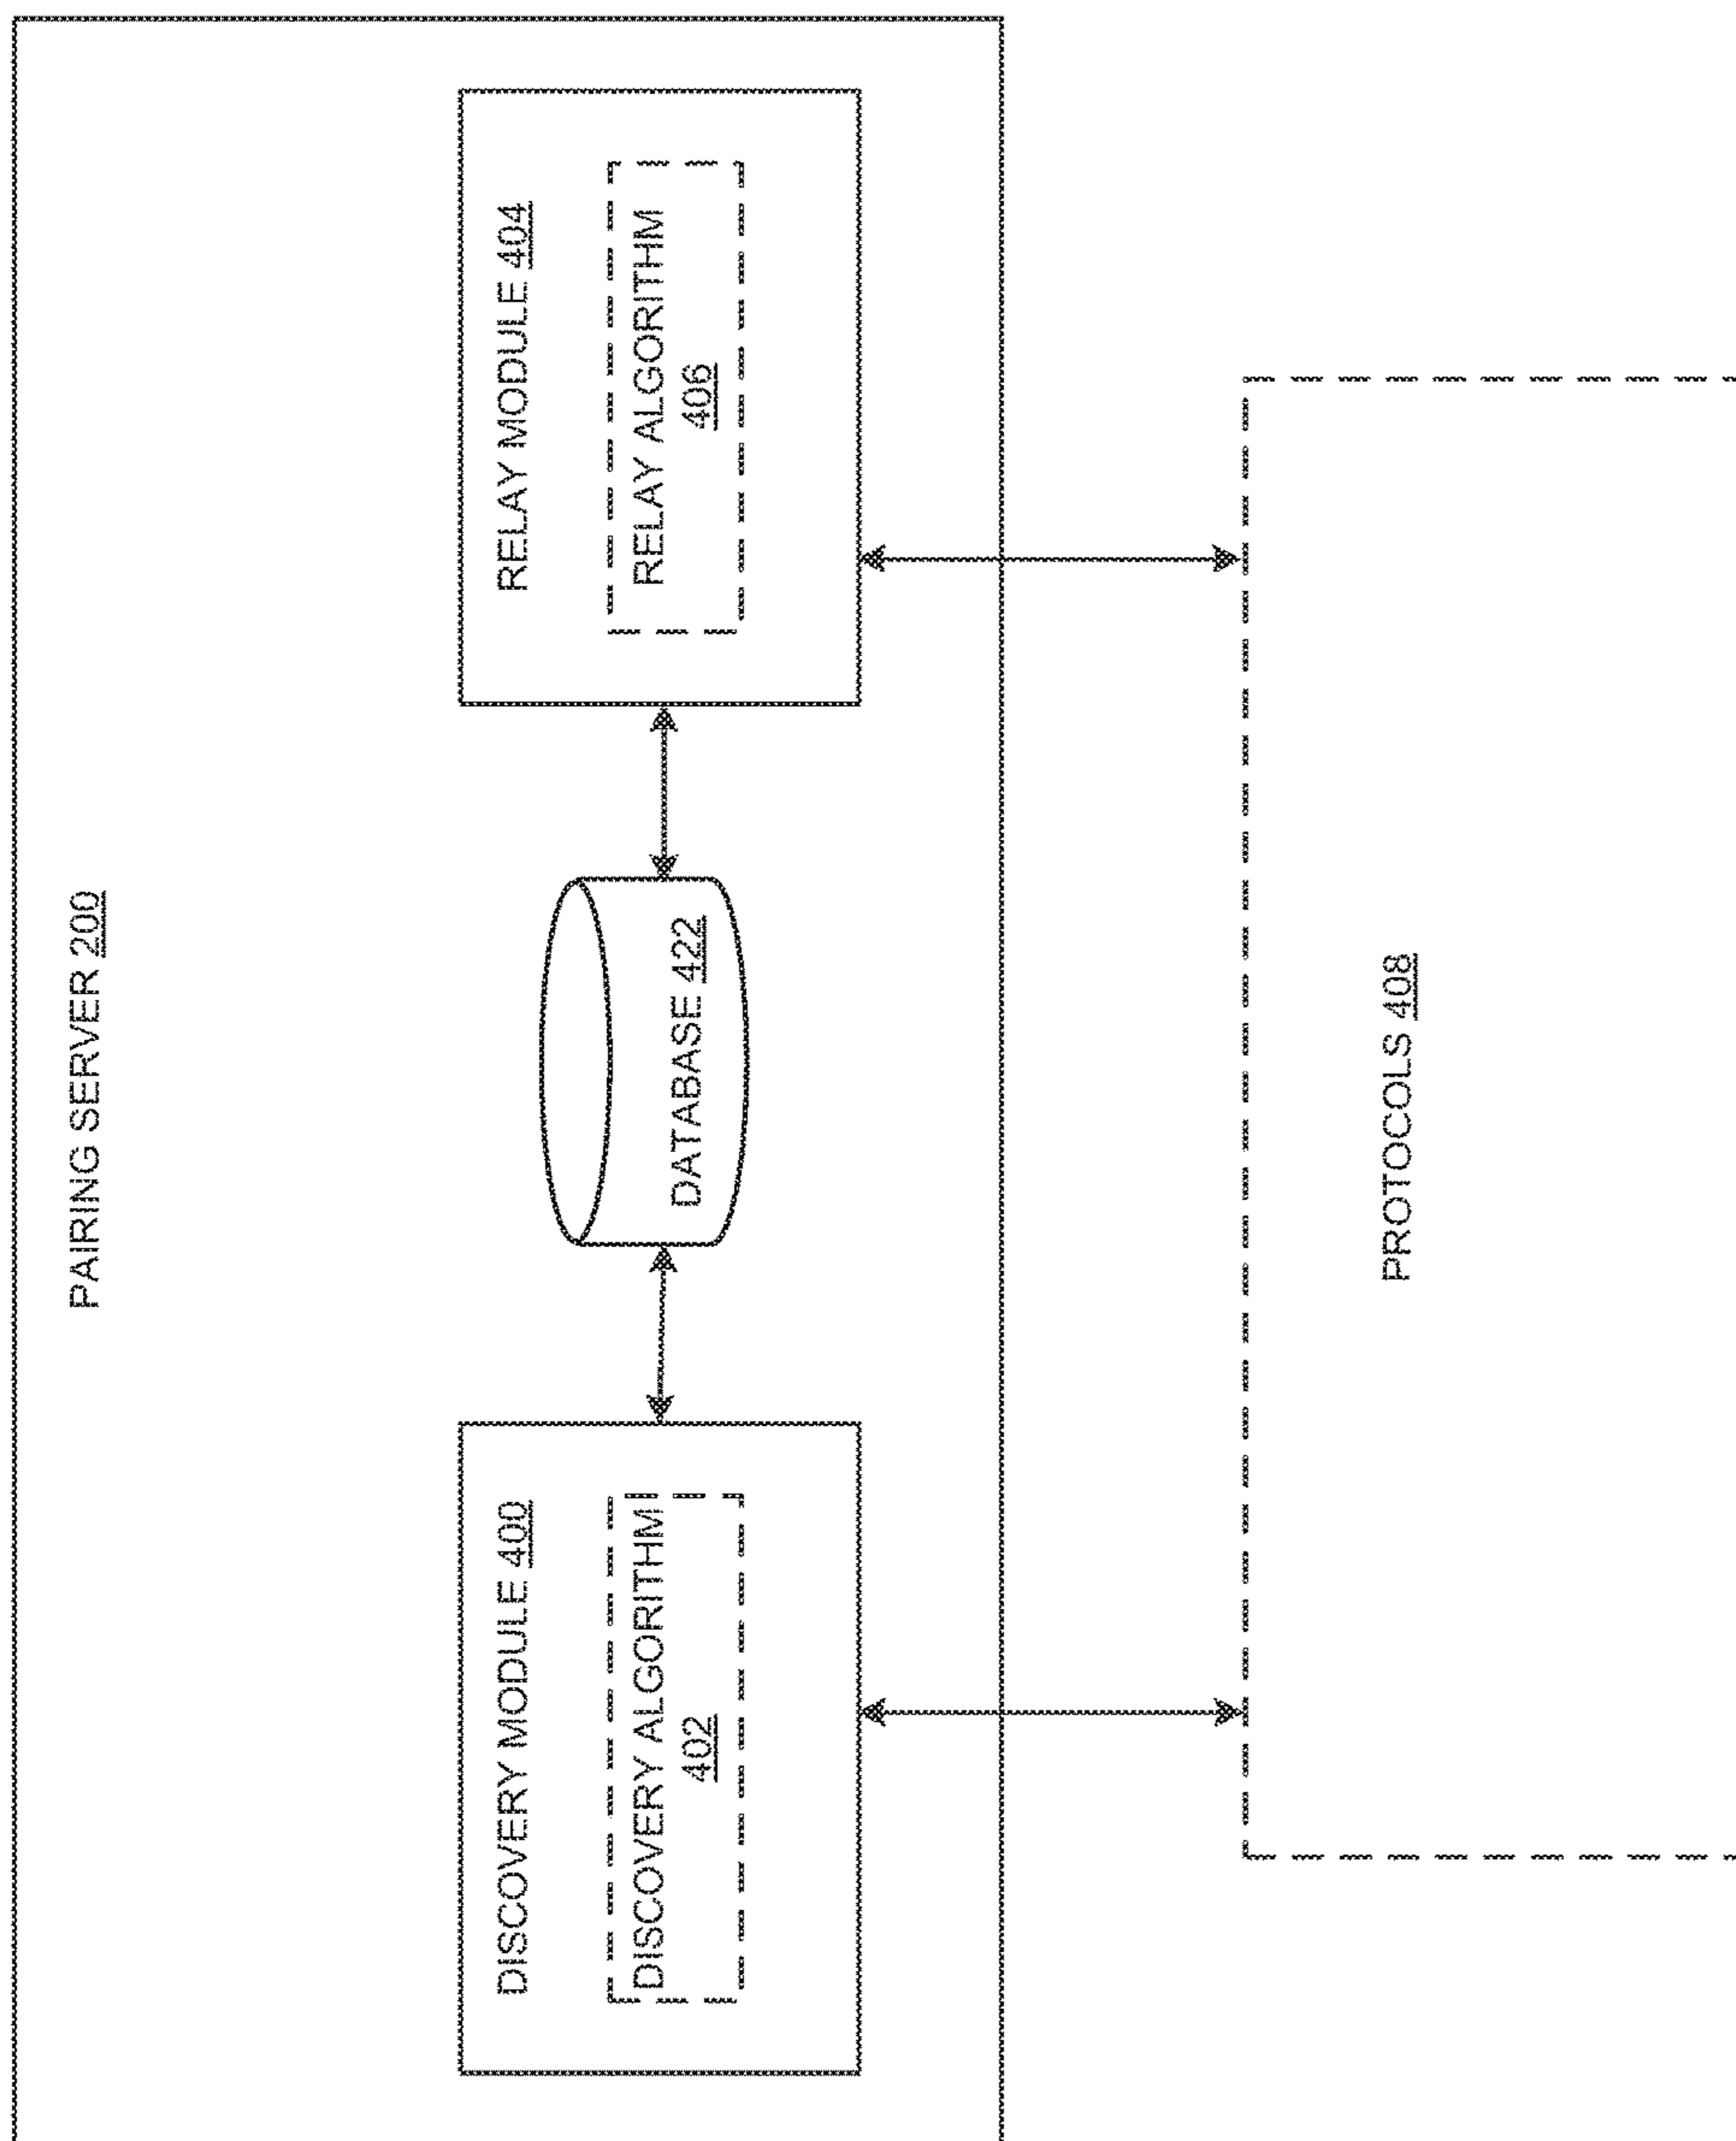 PAIRING SERVER 200
DISCOVERY MODULE 400
DISCOVERY ALGORITHM
402
DATABASE 422
RELAY MODULE 404
RELAY ALGORITHM
406
PROTOCOLS 408